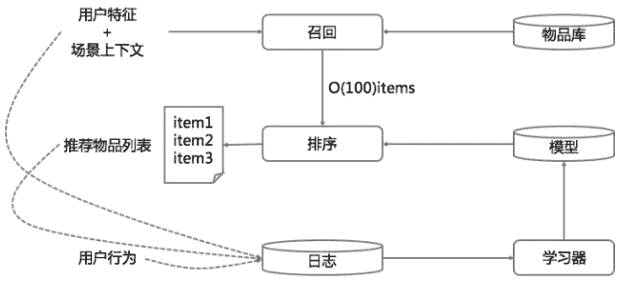 用户特征
+
场景上下文
召回
物品库
O(100)items
推荐物品列表
item1
item2
item3
排序
模型
用户行为
日志
学习器